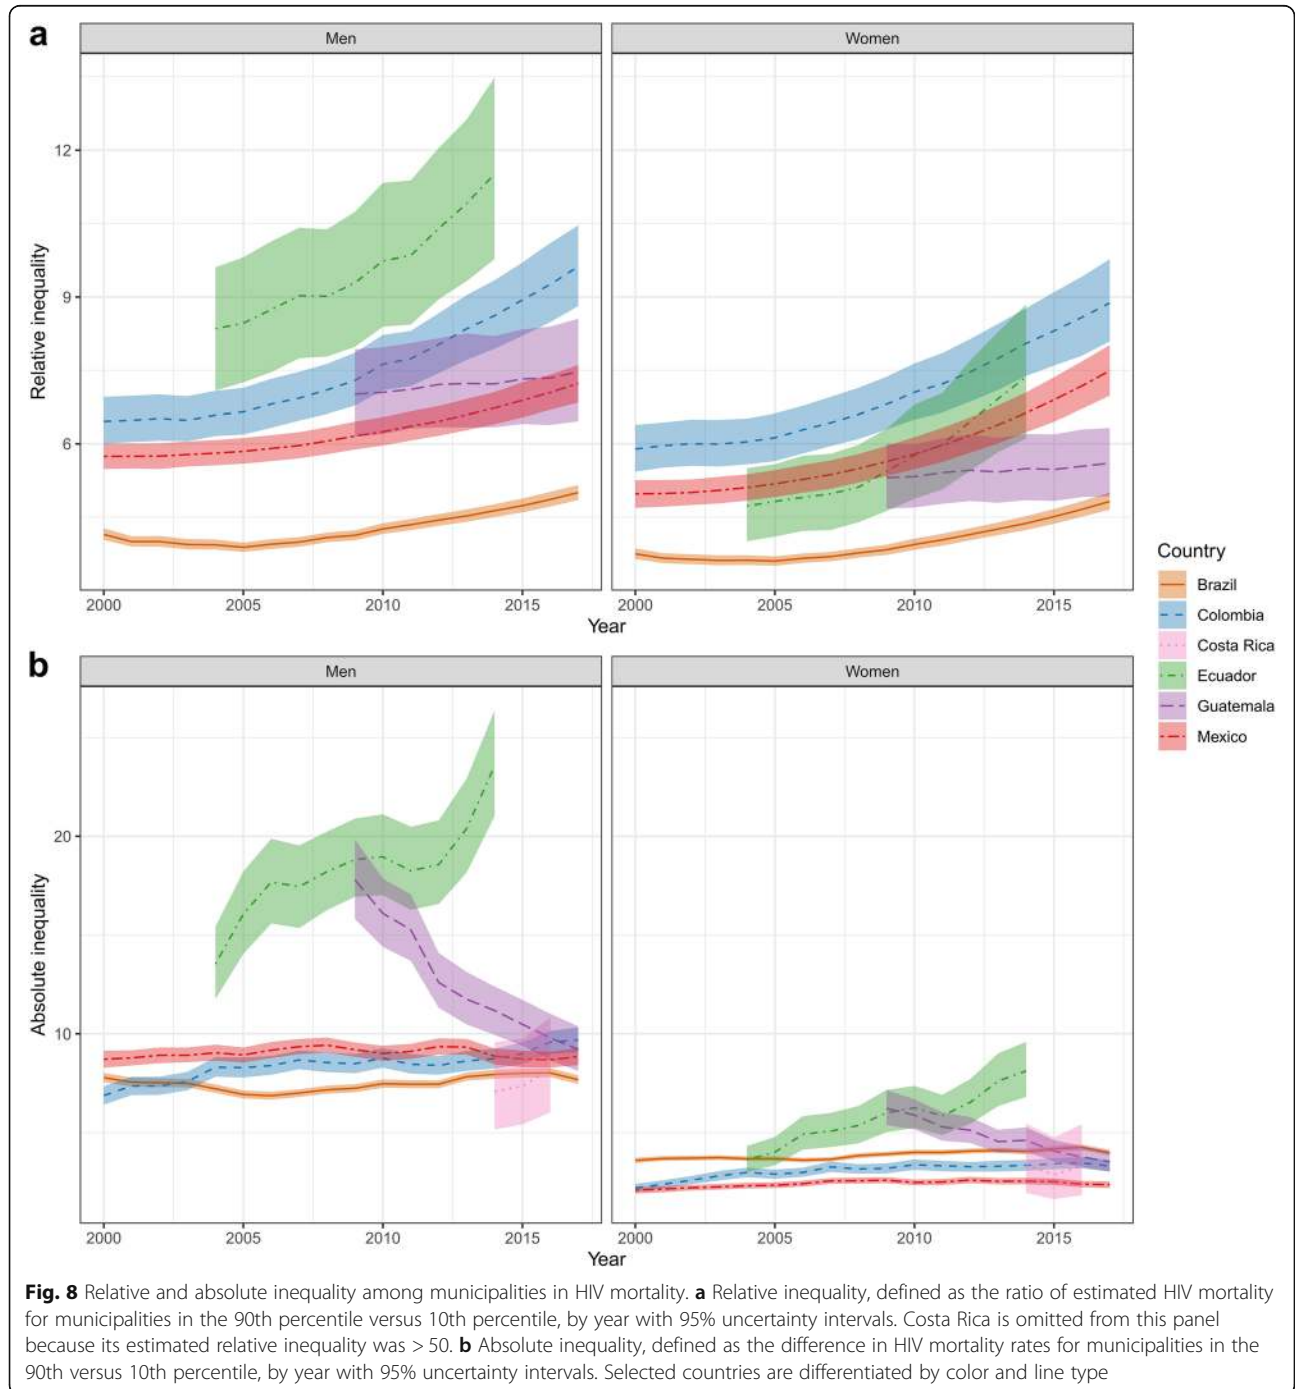 a
Men
Women
12
9
6
Relative inequality
2000
2005
2010
2015
2000
2005
2010
2015
Year
Country
Brazil
Colombia
Costa Rica
Ecuador
Guatemala
Mexico
b
Men
Women
20
10
Absolute inequality
2000
2005
2010
2015
2000
2005
2010
2015
Year
Fig. 8 Relative and absolute inequality among municipalities in HIV mortality. a Relative inequality, defined as the ratio of estimated HIV mortality
for municipalities in the 90th percentile versus 10th percentile, by year with 95% uncertainty intervals. Costa Rica is omitted from this panel
because its estimated relative inequality was > 50. b Absolute inequality, defined as the difference in HIV mortality rates for municipalities in the
90th versus 10th percentile, by year with 95% uncertainty intervals. Selected countries are differentiated by color and line type